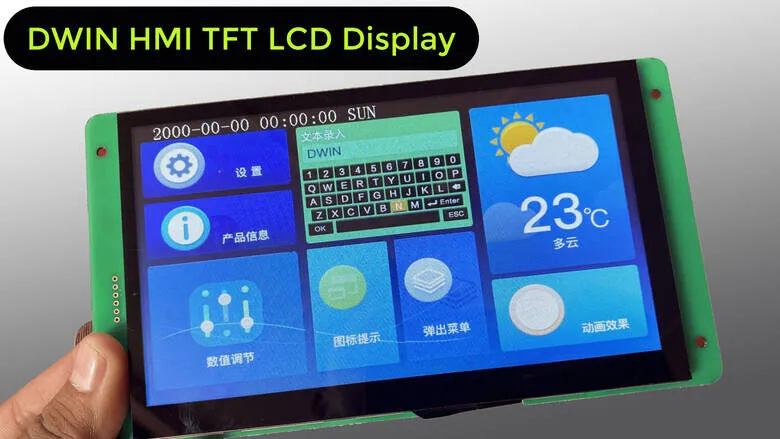 DWIN HMI TFT LCD Display
2000-00-00 00:00:00 SUN
设置
产品信息
文本录入
DWIN
1 2 3 4 5 6 7 8 9 0
Q W E R T Y U I O P
A S D F G H J K L
Z X C V B N M Enter
OK ESC
23℃
多云
数值调节
图标提示
弹出菜单
动画效果